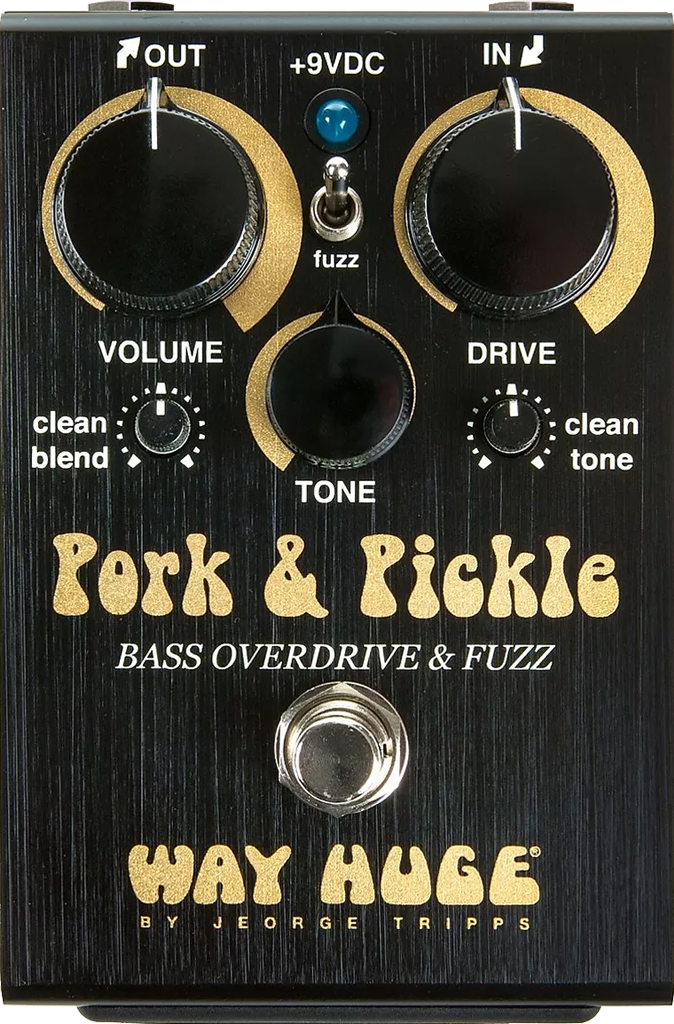 OUT
+9VDC
IN
fuzz
VOLUME
DRIVE
clean
blend
clean
tone
TONE
Pork & Pickle
BASS OVERDRIVE & FUZZ
WAY HUGE®
BY JEORGE TRIPPS